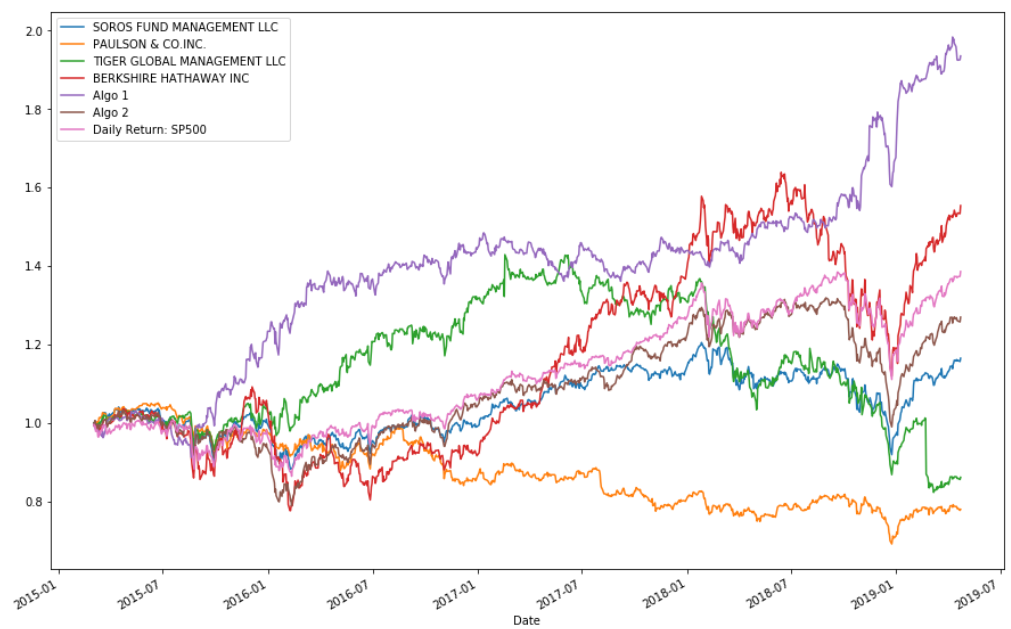 SOROS FUND MANAGEMENT LLC
PAULSON & CO.INC.
TIGER GLOBAL MANAGEMENT LLC
BERKSHIRE HATHAWAY INC
Algo 1
Algo 2
Daily Return: SP500
2.0
1.8
1.6
1.4
1.2
1.0
0.8
2015-01
2015-07
2016-01
2016-07
2017-01
2017-07
2018-01
2018-07
2019-01
2019-07
Date